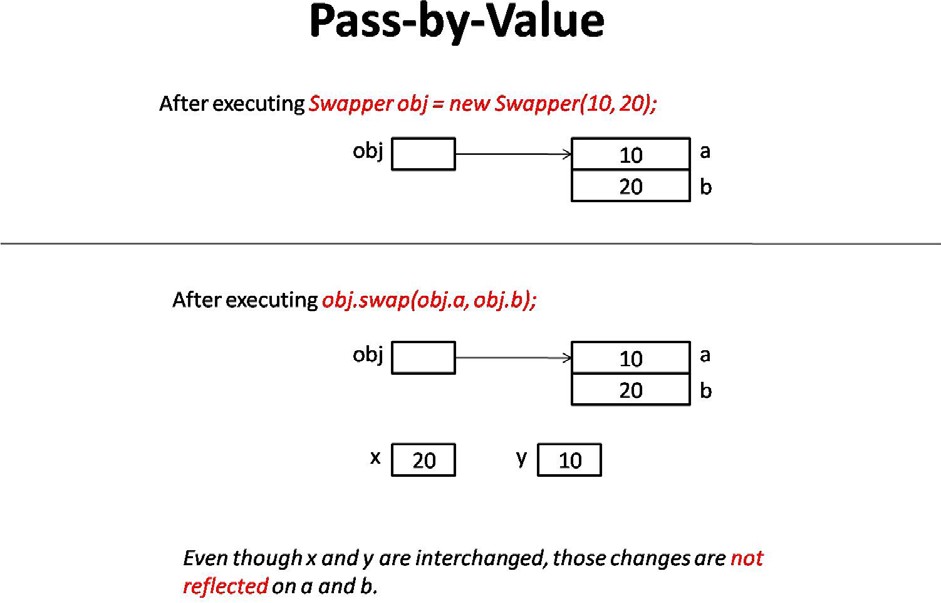 Pass-by-Value
After executing Swapper obj = new Swapper(10, 20);
obj
10
a
20
b
After executing obj.swap(obj.a, obj.b);
obj
10
a
20
b
x
20
y
10
Even though x and y are interchanged, those changes are not
reflected on a and b.